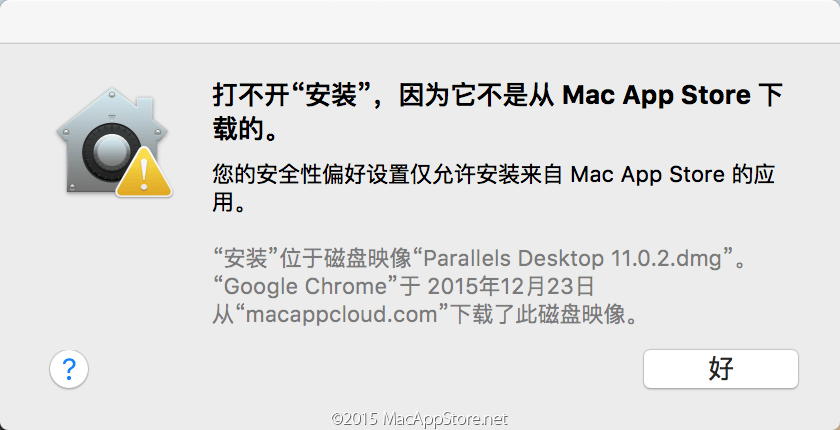 打不开“安装”，因为它不是从 Mac App Store 下
载的。
您的安全性偏好设置仅允许安装来自 Mac App Store 的应
用。
“安装”位于磁盘映像“Parallels Desktop 11.0.2.dmg”。
“Google Chrome”于 2015年12月23日
从“macappcloud.com”下载了此磁盘映像。
?
好
©2015 MacAppStore.net